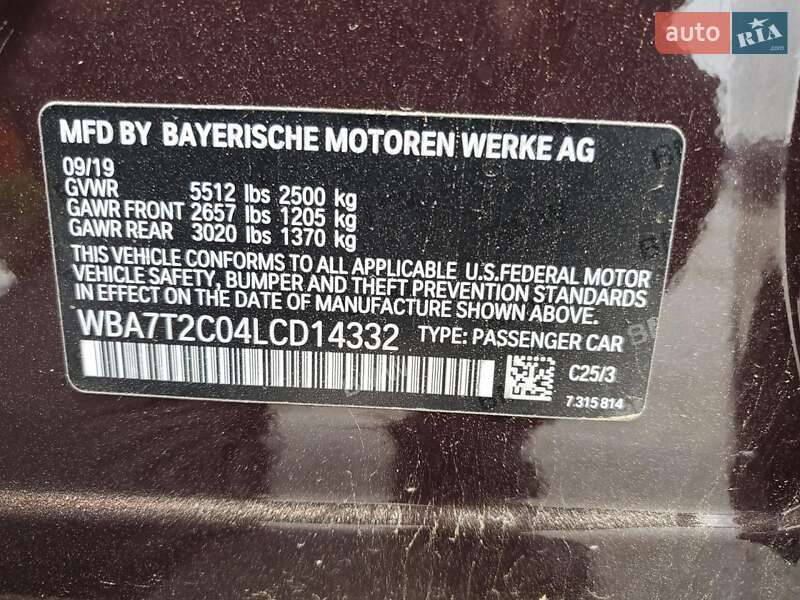 auto RIA .com
MFD BY BAYERISCHE MOTOREN WERKE AG
09/19
GVWR 5512 lbs 2500 kg
GAWR FRONT 2657 lbs 1205 kg
GAWR REAR 3020 lbs 1370 kg
THIS VEHICLE CONFORMS TO ALL APPLICABLE U.S.FEDERAL MOTOR
VEHICLE SAFETY, BUMPER AND THEFT PREVENTION STANDARDS
IN EFFECT ON THE DATE OF MANUFACTURE SHOWN ABOVE.
WBA7T2C04LCD14332 TYPE: PASSENGER CAR
C25/3
7 315 814